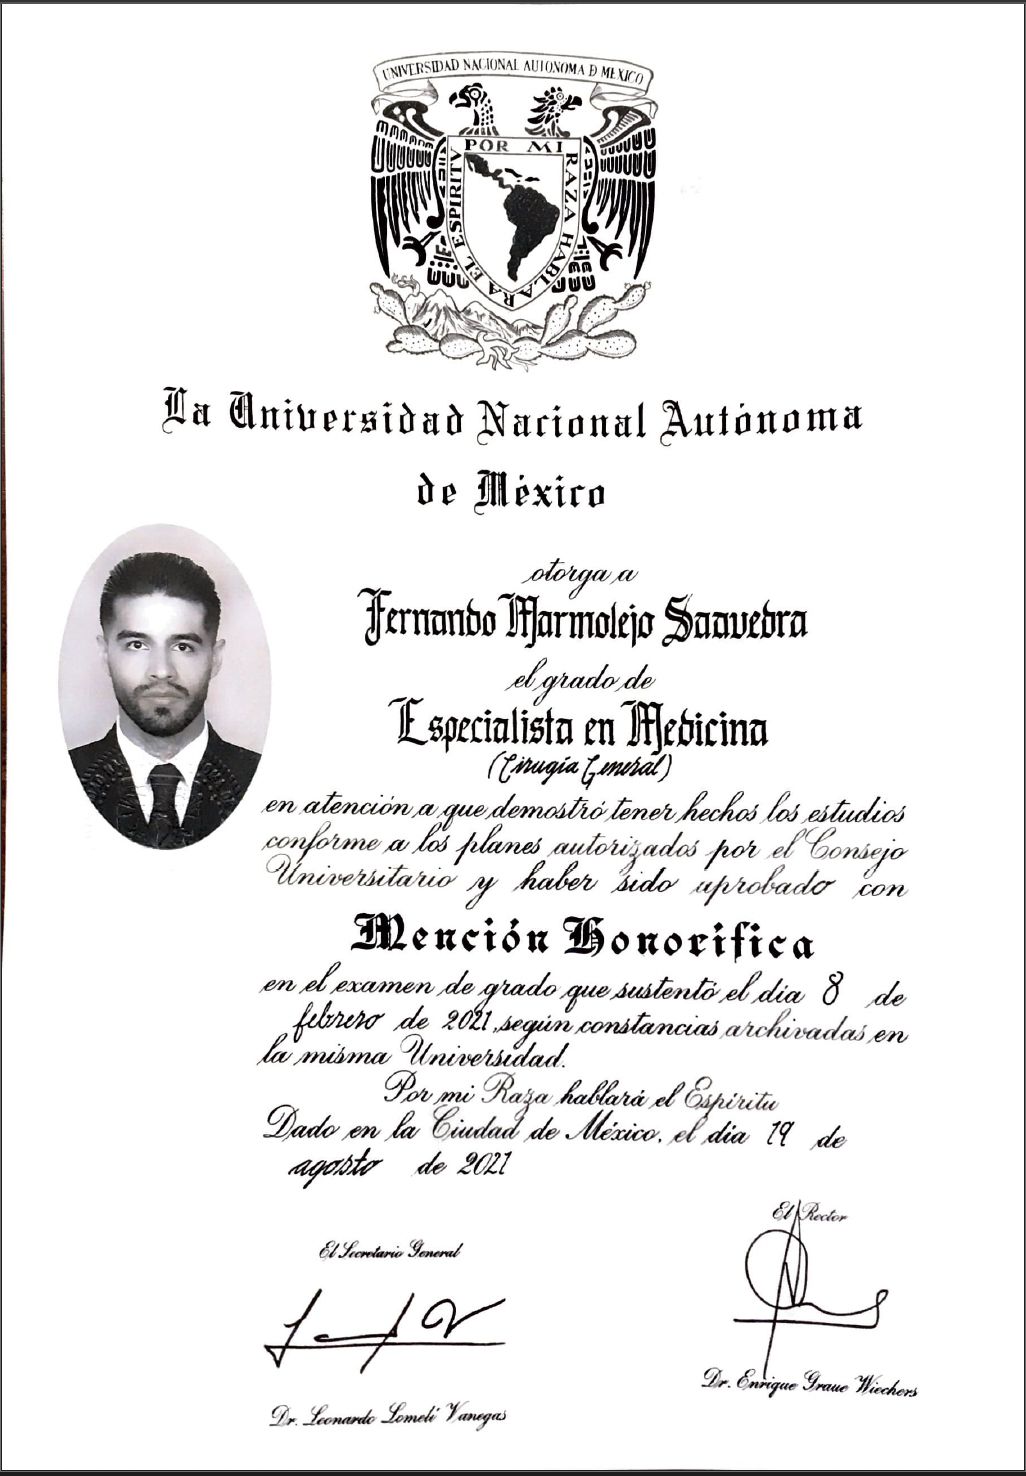 UNIVERSIDAD NACIONAL AUTONOMA D MEXICO
POR MI RAZA HABLARA EL ESPIRITU
La Universidad Nacional Autónoma
de México
otorga a
Fernando Marmolejo Saavedra
el grado de
Especialista en Medicina
(Cirugía General)
en atención a que demostró tener hechos los estudios
conforme a los planes autorizados por el Consejo
Universitario y haber sido aprobado con
Mención Honorífica
en el examen de grado que sustentó el día 8 de
febrero de 2021, según constancias archivadas en
la misma Universidad.
Por mi Raza hablará el Espíritu
Dado en la Ciudad de México, el día 19 de
agosto de 2021
El Secretario General
Dr. Leonardo Lomelí Vanegas
El Rector
Dr. Enrique Graue Wiechers